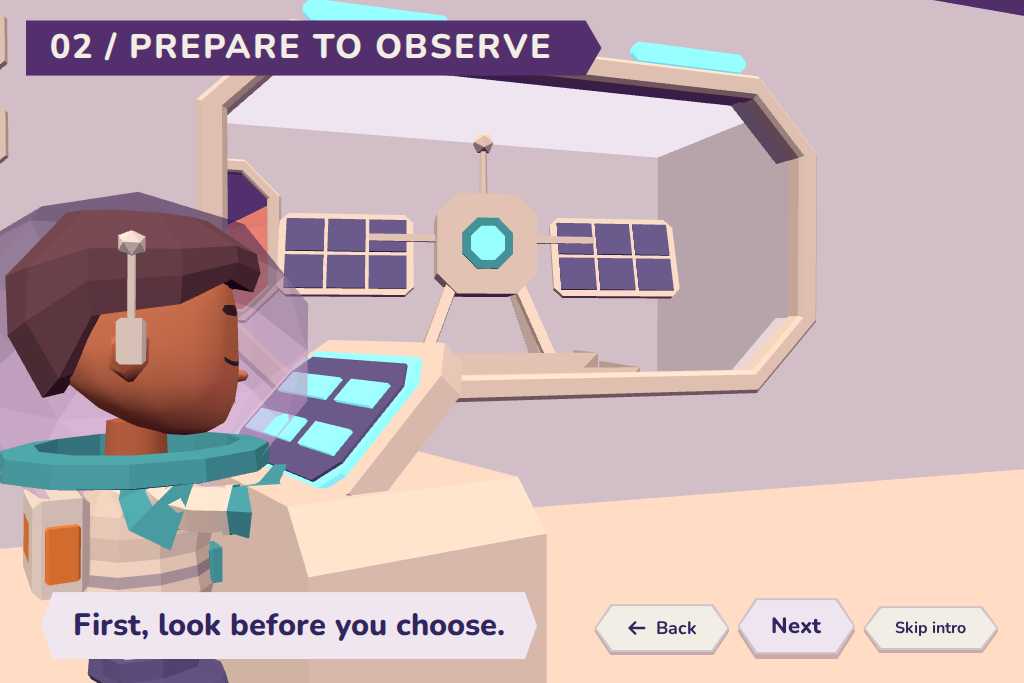 02 / PREPARE TO OBSERVE
First, look before you choose.
← Back
Next
Skip intro